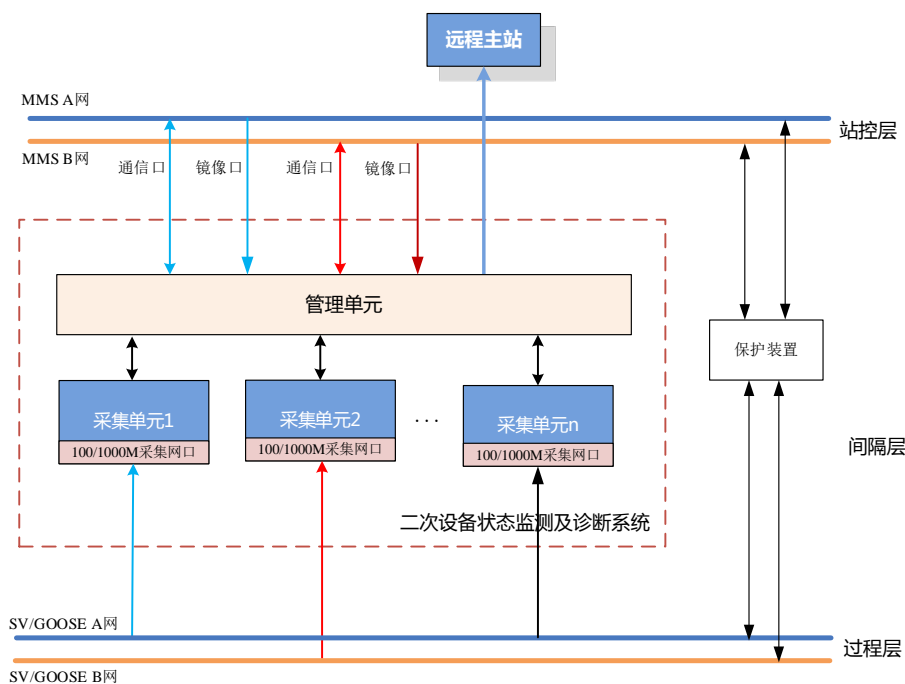 远程主站
MMS A网
站控层
MMS B网
通信口
镜像口
通信口
镜像口
管理单元
保护装置
采集单元1
采集单元2
...
采集单元n
100/1000M采集网口
100/1000M采集网口
100/1000M采集网口
间隔层
二次设备状态监测及诊断系统
SV/GOOSE A网
过程层
SV/GOOSE B网